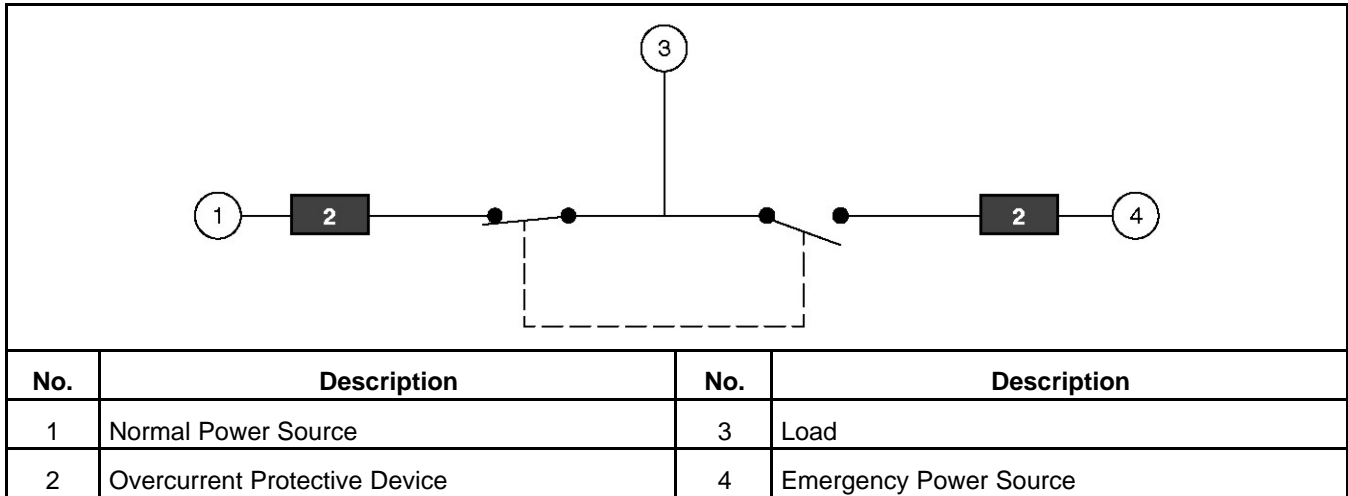 3
1
2
2
4
No. Description No. Description
1 Normal Power Source 3 Load
2 Overcurrent Protective Device 4 Emergency Power Source